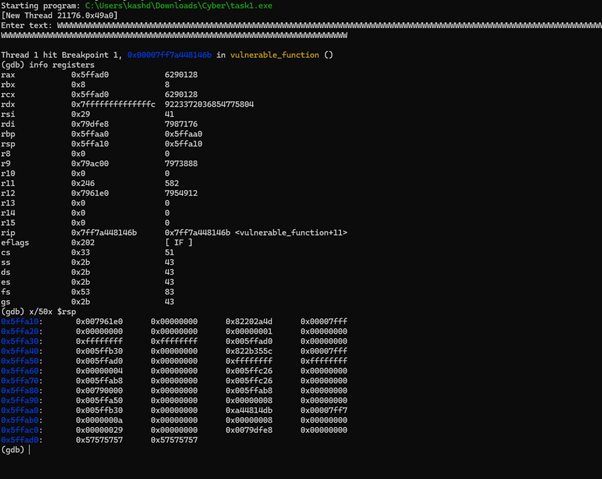 Starting program: C:\Users\kashd\Downloads\Cyber\task1.exe
[New Thread 21176.0x49a0]
Enter text: WWWWWWWWWWWWWWWWWWWWWWWWWWWWWWWWWWWWWWWWWWWWWWWWWWWWWWWWWWWWWWWWWWWWWWWWWWWWWWWWWWWWWWWWWWWWWWWWWWWWWWWWWWWWWWWWWWWWW
WWWWWWWWWWWWWWWWWWWWWWWWWWWWWWWWWWWWWWWWWWWWWWWWWWWWWWWWWWWWWWWWWWWWWWWWWW
Thread 1 hit Breakpoint 1, 0x00007ff7a448146b in vulnerable_function ()
(gdb) info registers
rax 0x5ffad0 6290128
rbx 0x8 8
rcx 0x5ffad0 6290128
rdx 0x7ffffffffffffffc 9223372036854775804
rsi 0x29 41
rdi 0x79dfe8 7987176
rbp 0x5ffaa0 0x5ffaa0
rsp 0x5ffa10 0x5ffa10
r8 0x0 0
r9 0x79ac00 7973888
r10 0x0 0
r11 0x246 582
r12 0x7961e0 7954912
r13 0x0 0
r14 0x0 0
r15 0x0 0
rip 0x7ff7a448146b 0x7ff7a448146b <vulnerable_function+11>
eflags 0x202 [ IF ]
cs 0x33 51
ss 0x2b 43
ds 0x2b 43
es 0x2b 43
fs 0x53 83
gs 0x2b 43
(gdb) x/50x $rsp
0x5ffa10: 0x007961e0 0x00000000 0x82202a4d 0x00007fff
0x5ffa20: 0x00000000 0x00000000 0x00000001 0x00000000
0x5ffa30: 0xffffffff 0xffffffff 0x005ffad0 0x00000000
0x5ffa40: 0x005ffb30 0x00000000 0x822b355c 0x00007fff
0x5ffa50: 0x005ffad0 0x00000000 0xffffffff 0xffffffff
0x5ffa60: 0x00000004 0x00000000 0x005ffc26 0x00000000
0x5ffa70: 0x005ffab8 0x00000000 0x005ffc26 0x00000000
0x5ffa80: 0x00790000 0x00000000 0x005ffab8 0x00000000
0x5ffa90: 0x005ffa50 0x00000000 0x00000008 0x00000000
0x5ffaa0: 0x005ffb30 0x00000000 0xa44814db 0x00007ff7
0x5ffab0: 0x0000000a 0x00000000 0x00000008 0x00000000
0x5ffac0: 0x00000029 0x00000000 0x0079dfe8 0x00000000
0x5ffad0: 0x57575757 0x57575757
(gdb)